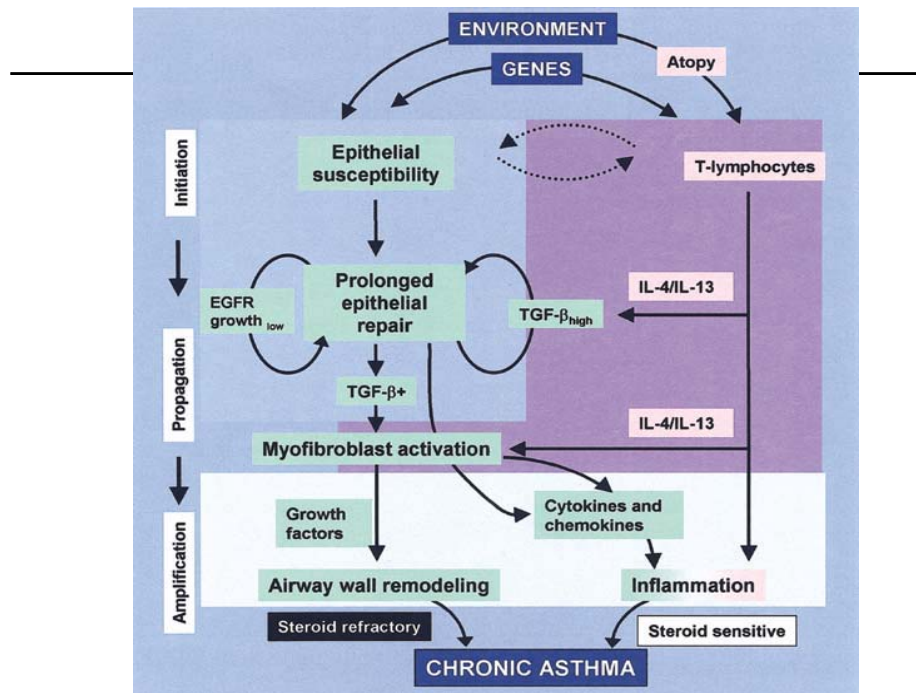 ENVIRONMENT
GENES
Atopy
Epithelial
susceptibility
T-lymphocytes
Initiation
Prolonged
epithelial
repair
EGFR
growth low
TGF-βhigh
IL-4/IL-13
TGF-β+
Propagation
IL-4/IL-13
Myofibroblast activation
Growth
factors
Cytokines and
chemokines
Amplification
Airway wall remodeling
Inflammation
Steroid refractory
Steroid sensitive
CHRONIC ASTHMA